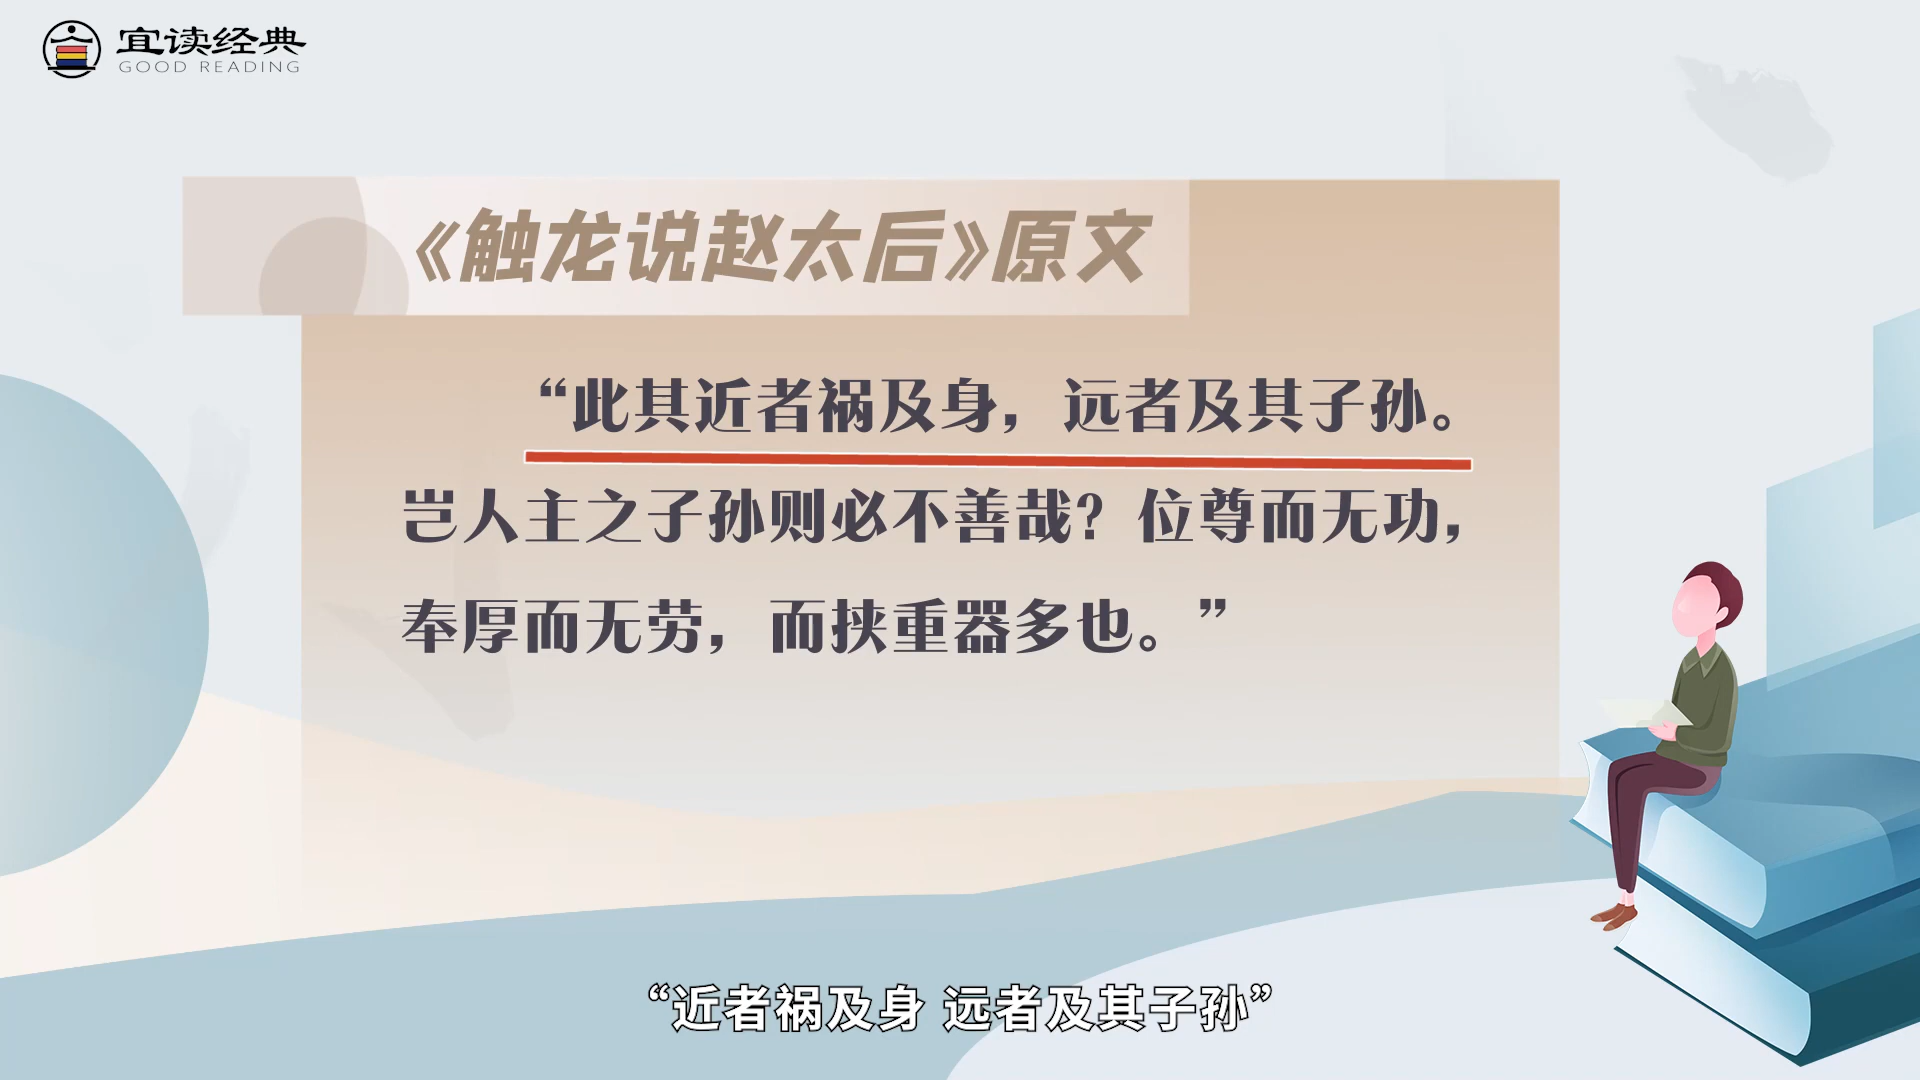 宜读经典
GOOD READING
《触龙说赵太后》原文
“此其近者祸及身，远者及其子孙。
岂人主之子孙则必不善哉？位尊而无功，
奉厚而无劳，而挟重器多也。”
“近者祸及身 远者及其子孙”